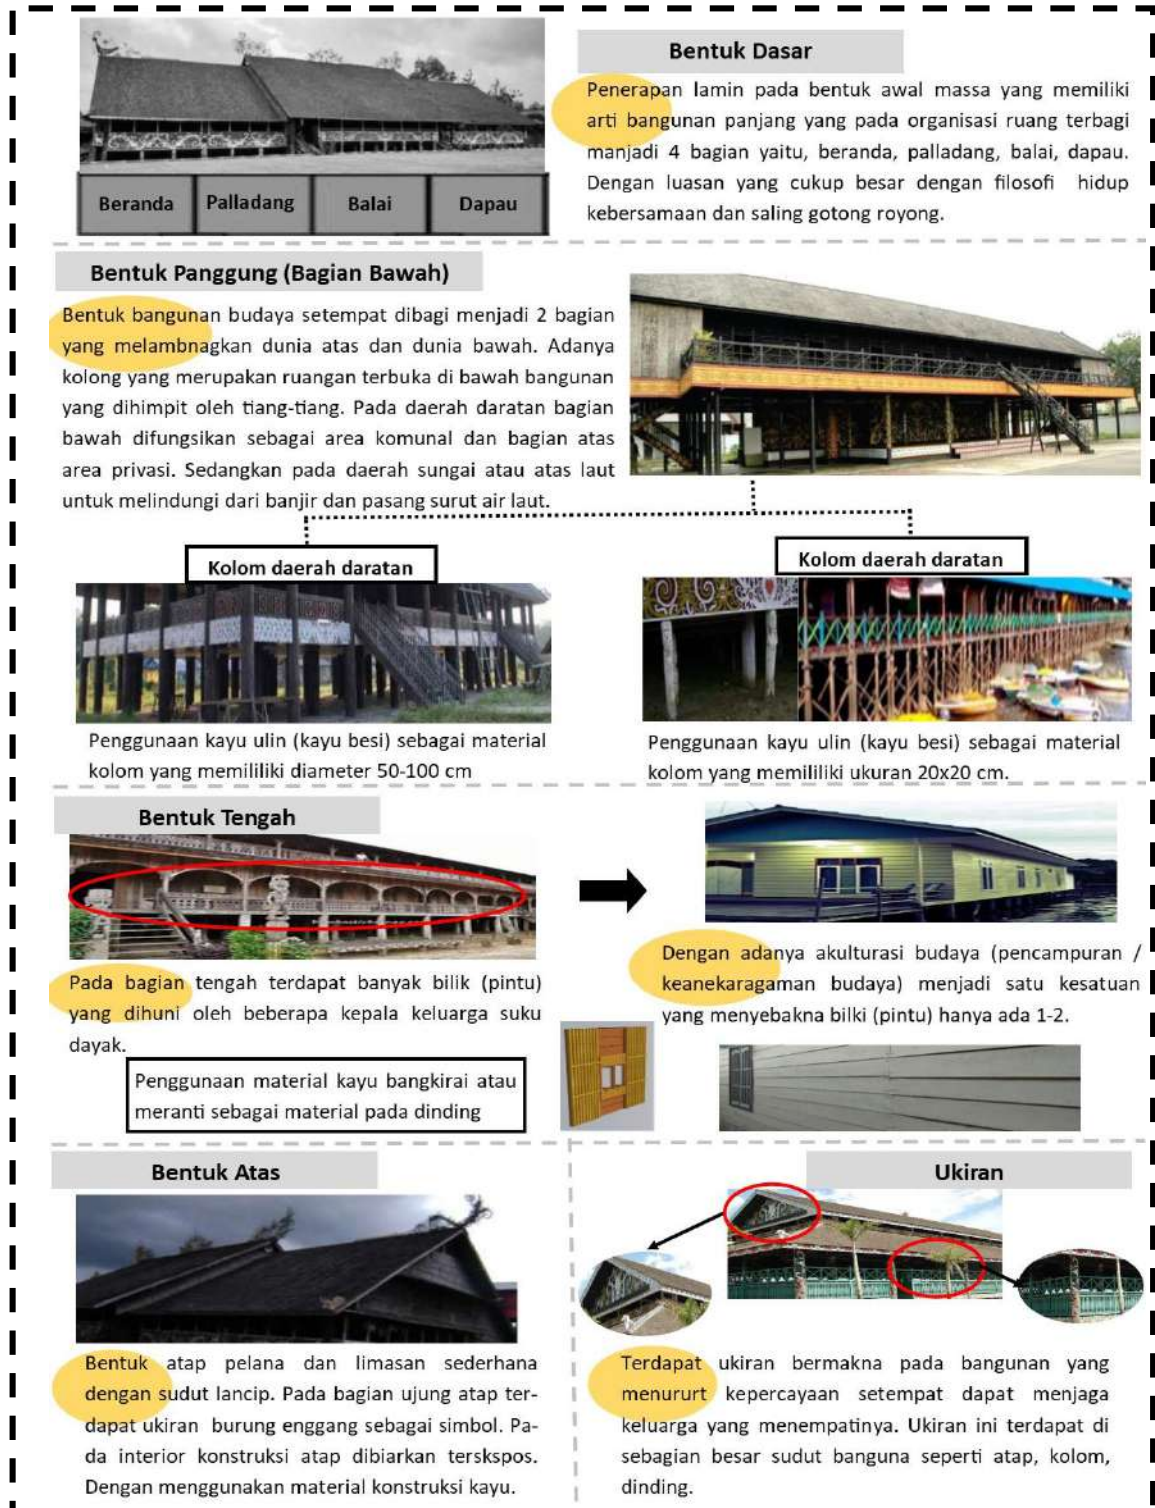 Bentuk Dasar
Penerapan lamin pada bentuk awal massa yang memiliki
arti bangunan panjang yang pada organisasi ruang terbagi
manjadi 4 bagian yaitu, beranda, palladang, balai, dapau.
Dengan luasan yang cukup besar dengan filosofi hidup
kebersamaan dan saling gotong royong.
Beranda Palladang Balai Dapau
Bentuk Panggung (Bagian Bawah)
Bentuk bangunan budaya setempat dibagi menjadi 2 bagian
yang melambnagkan dunia atas dan dunia bawah. Adanya
kolong yang merupakan ruangan terbuka di bawah bangunan
yang dihimpit oleh tiang-tiang. Pada daerah daratan bagian
bawah difungsikan sebagai area komunal dan bagian atas
area privasi. Sedangkan pada daerah sungai atau atas laut
untuk melindungi dari banjir dan pasang surut air laut.
Kolom daerah daratan
Penggunaan kayu ulin (kayu besi) sebagai material
kolom yang memililiki diameter 50-100 cm
Kolom daerah daratan
Penggunaan kayu ulin (kayu besi) sebagai material
kolom yang memililiki ukuran 20x20 cm.
Bentuk Tengah
Pada bagian tengah terdapat banyak bilik (pintu)
yang dihuni oleh beberapa kepala keluarga suku
dayak.
Penggunaan material kayu bangkirai atau
meranti sebagai material pada dinding
Dengan adanya akulturasi budaya (pencampuran /
keanekaragaman budaya) menjadi satu kesatuan
yang menyebakna bilki (pintu) hanya ada 1-2.
Bentuk Atas
Bentuk atap pelana dan limasan sederhana
dengan sudut lancip. Pada bagian ujung atap ter-
dapat ukiran burung enggang sebagai simbol. Pa-
da interior konstruksi atap dibiarkan terskspos.
Dengan menggunakan material konstruksi kayu.
Ukiran
Terdapat ukiran bermakna pada bangunan yang
menururt kepercayaan setempat dapat menjaga
keluarga yang menempatinya. Ukiran ini terdapat di
sebagian besar sudut banguna seperti atap, kolom,
dinding.